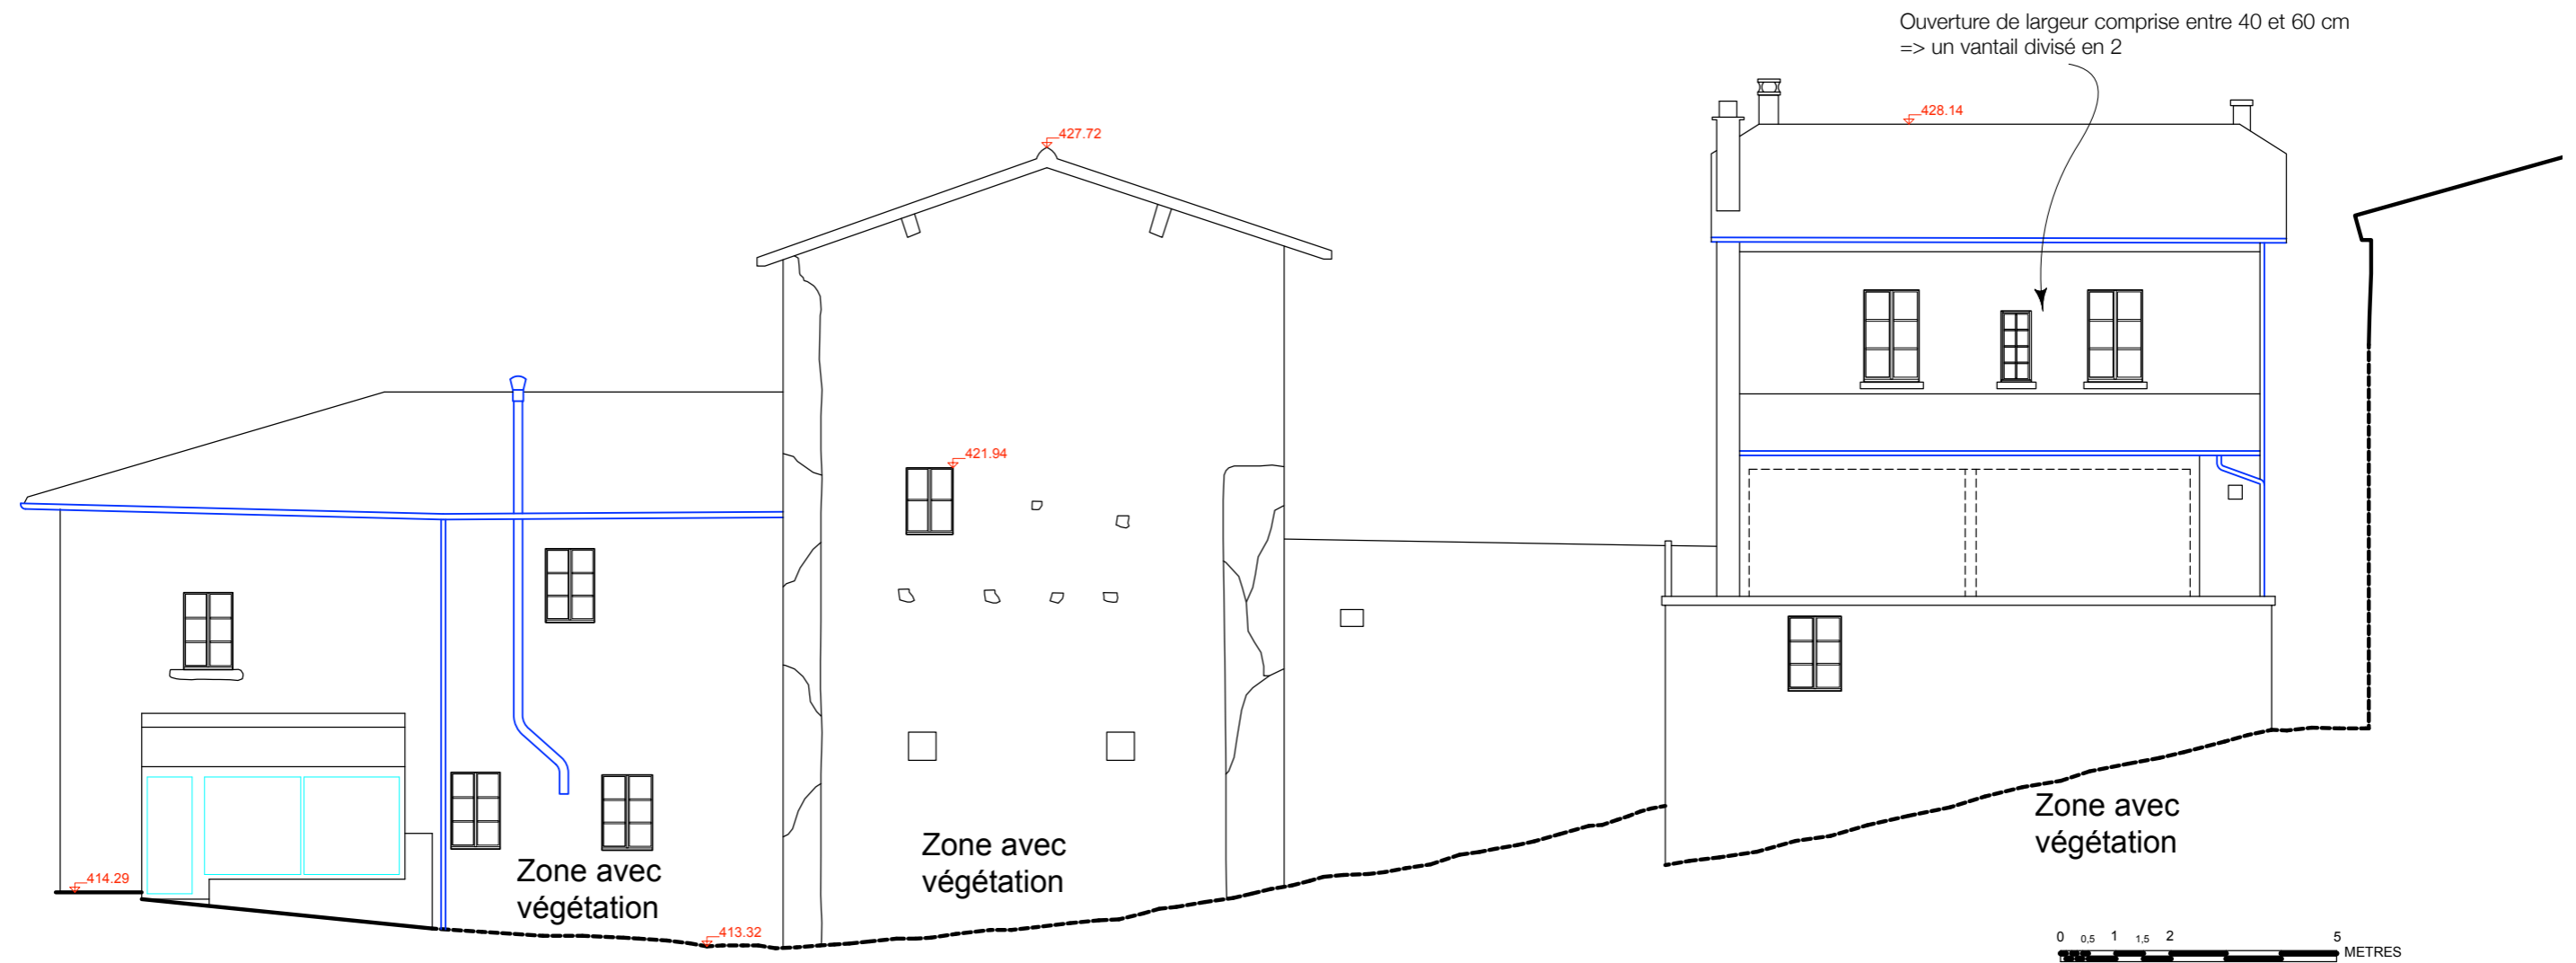 Ouverture de largeur comprise entre 40 et 60 cm
=> un vantail divisé en 2
428.14
427.72
421.94
414.29
413.32
Zone avec
végétation
Zone avec
végétation
Zone avec
végétation
0 0,5 1 1,5 2 5
METRES